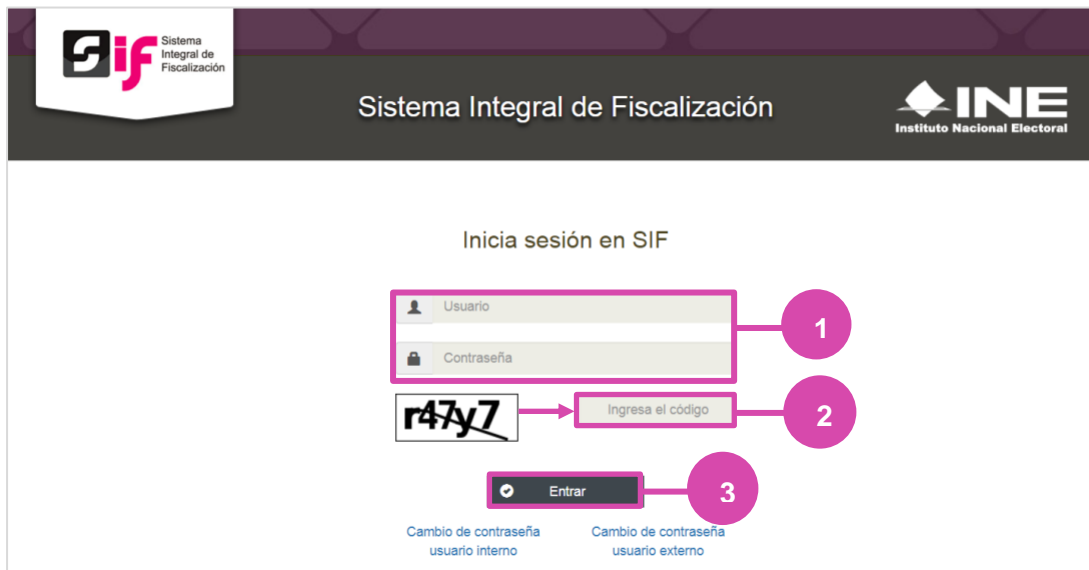 Sif
Sistema
Integral de
Fiscalización
Sistema Integral de Fiscalización
INE
Instituto Nacional Electoral
Inicia sesión en SIF
Usuario
1
Contraseña
r47y7
Ingresa el código
2
Entrar
3
Cambio de contraseña
usuario interno
Cambio de contraseña
usuario externo